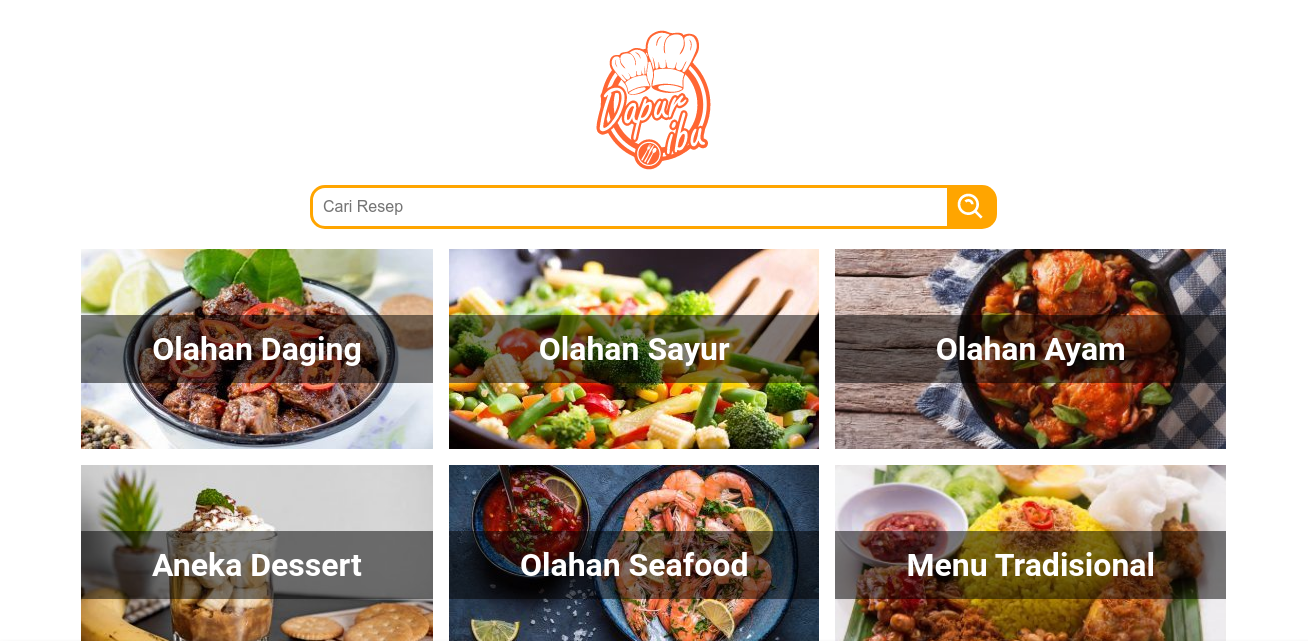 Dapur
ibu
Cari Resep
Olahan Daging
Olahan Sayur
Olahan Ayam
Aneka Dessert
Olahan Seafood
Menu Tradisional